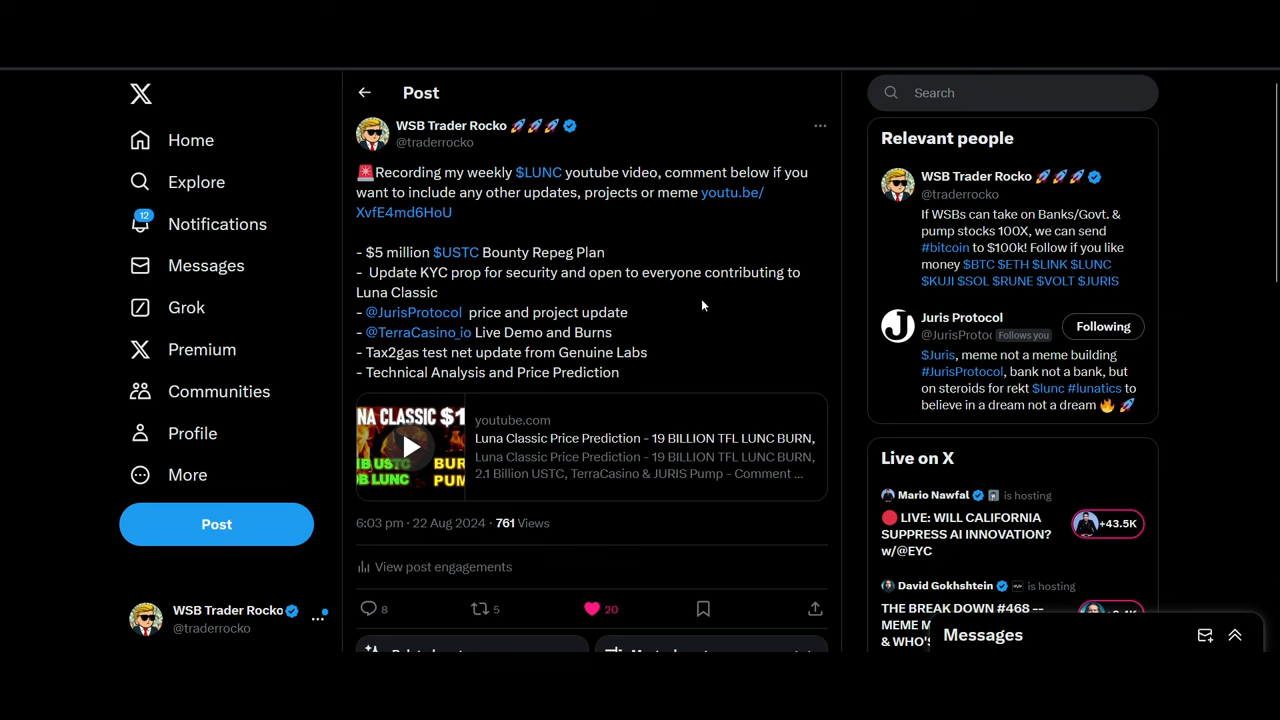 Home
Explore
12
Notifications
Messages
Grok
Premium
Communities
Profile
More
Post
WSB Trader Rocko
@traderrocko
Post
WSB Trader Rocko 🚀🚀🚀
@traderrocko
🚨Recording my weekly $LUNC youtube video, comment below if you
want to include any other updates, projects or meme youtu.be/
XvfE4md6HoU
- $5 million $USTC Bounty Repeg Plan
- Update KYC prop for security and open to everyone contributing to
Luna Classic
- @JurisProtocol price and project update
- @TerraCasino_io Live Demo and Burns
- Tax2gas test net update from Genuine Labs
- Technical Analysis and Price Prediction
NA CLASSIC $1
B USTC BUR
B LUNC PUM
youtube.com
Luna Classic Price Prediction - 19 BILLION TFL LUNC BURN,
Luna Classic Price Prediction - 19 BILLION TFL LUNC BURN,
2.1 Billion USTC, TerraCasino & JURIS Pump - Comment ...
6:03 pm · 22 Aug 2024 · 761 Views
View post engagements
8 5 20
Search
Relevant people
WSB Trader Rocko 🚀🚀🚀
@traderrocko
If WSBs can take on Banks/Govt. &
pump stocks 100X, we can send
#bitcoin to $100k! Follow if you like
money $BTC $ETH $LINK $LUNC
$KUJI $SOL $RUNE $VOLT $JURIS
Juris Protocol
@JurisProto Follows you
Following
$Juris, meme not a meme building
#JurisProtocol, bank not a bank, but
on steroids for rekt $lunc #lunatics to
believe in a dream not a dream 🔥 🚀
Live on X
Mario Nawfal is hosting
🔴 LIVE: WILL CALIFORNIA
SUPPRESS AI INNOVATION?
w/@EYC
+43.5K
David Gokhshtein is hosting
THE BREAK DOWN #468 --
MEME M
& WHO'S
Messages